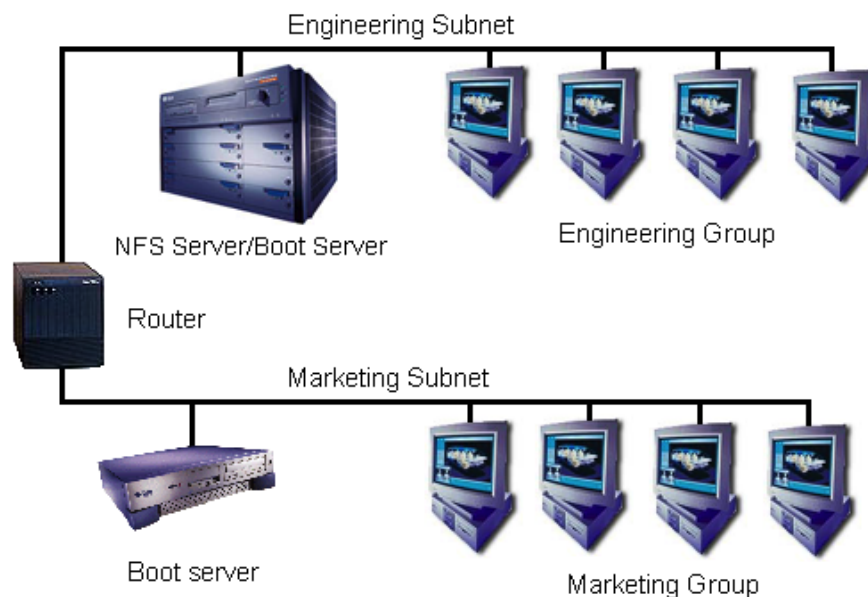 Engineering Subnet
NFS Server/Boot Server
Engineering Group
Router
Marketing Subnet
Boot server
Marketing Group